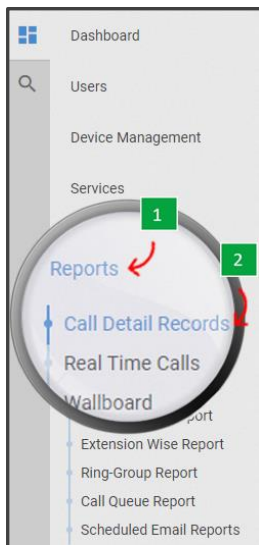 Dashboard
Users
Device Management
Services
1
Reports
2
Call Detail Records
Real Time Calls
Wallboard
port
Extension Wise Report
Ring-Group Report
Call Queue Report
Scheduled Email Reports